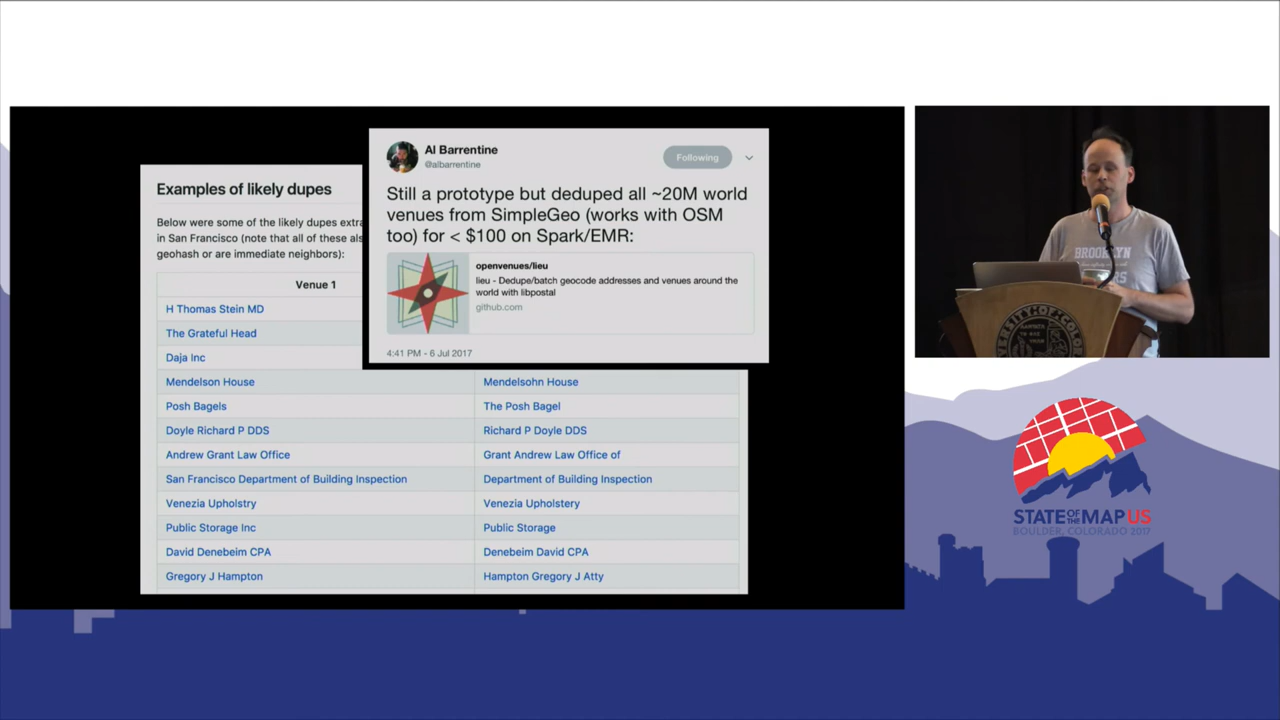 Al Barrentine
@albarrentine
Following
Still a prototype but deduped all ~20M world
venues from SimpleGeo (works with OSM
too) for < $100 on Spark/EMR:
openvenues/lieu
lieu - Dedupe/batch geocode addresses and venues around the
world with libpostal
github.com
4:41 PM - 6 Jul 2017
Examples of likely dupes
Below were some of the likely dupes extra
in San Francisco (note that all of these als
geohash or are immediate neighbors):
Venue 1
H Thomas Stein MD
The Grateful Head
Daja Inc
Mendelson House Mendelsohn House
Posh Bagels The Posh Bagel
Doyle Richard P DDS Richard P Doyle DDS
Andrew Grant Law Office Grant Andrew Law Office of
San Francisco Department of Building Inspection Department of Building Inspection
Venezia Upholstry Venezia Upholstery
Public Storage Inc Public Storage
David Denebeim CPA Denebeim David CPA
Gregory J Hampton Hampton Gregory J Atty
BROOKLYN
STATE OF THE MAP US
BOULDER, COLORADO 2017